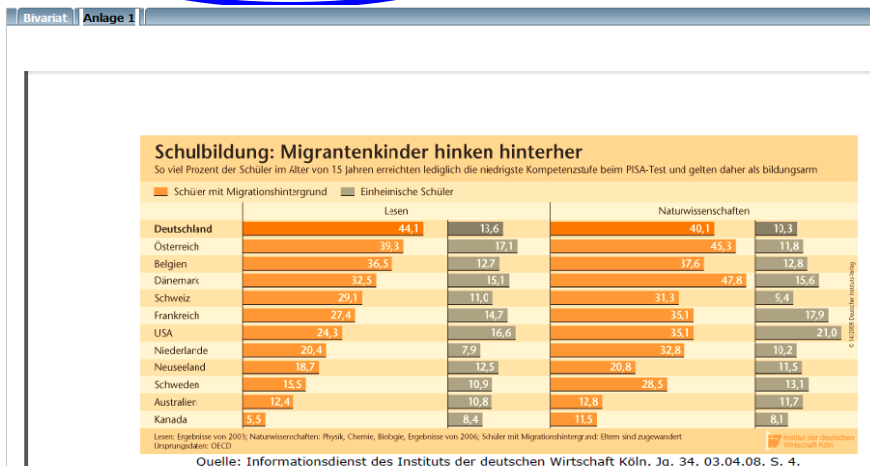 Bivariat Anlage 1
Schulbildung: Migrantenkinder hinken hinterher
So viel Prozent der Schüler im Alter von 15 Jahren erreichten lediglich die niedrigste Kompetenzstufe beim PISA-Test und gelten daher als bildungsarm
Schüler mit Migrationshintergrund Einheimische Schüler
Lesen Naturwissenschaften
Deutschland 44,1 13,6 40,1 10,3
Österreich 39,3 17,1 45,3 11,8
Belgien 36,5 12,7 37,6 12,8
Dänemark 32,5 15,1 47,8 15,6
Schweiz 29,1 11,0 31,3 9,4
Frankreich 27,4 14,7 35,1 17,9
USA 24,3 16,6 35,1 21,0
Niederlande 20,4 7,9 32,8 10,2
Neuseeland 18,7 12,5 20,8 11,5
Schweden 15,5 10,9 28,5 13,1
Australien 12,4 10,8 12,8 11,7
Kanada 5,5 8,4 11,5 8,1
© 14/2008 Deutscher Instituts-Verlag
Lesen: Ergebnisse von 2003; Naturwissenschaften: Physik, Chemie, Biologie, Ergebnisse von 2006; Schüler mit Migrationshintergrund: Eltern sind zugewandert
Ursprungsdaten: OECD
Institut der deutschen
Wirtschaft Köln
Quelle: Informationsdienst des Instituts der deutschen Wirtschaft Köln, Jg. 34, 03.04.08, S. 4.